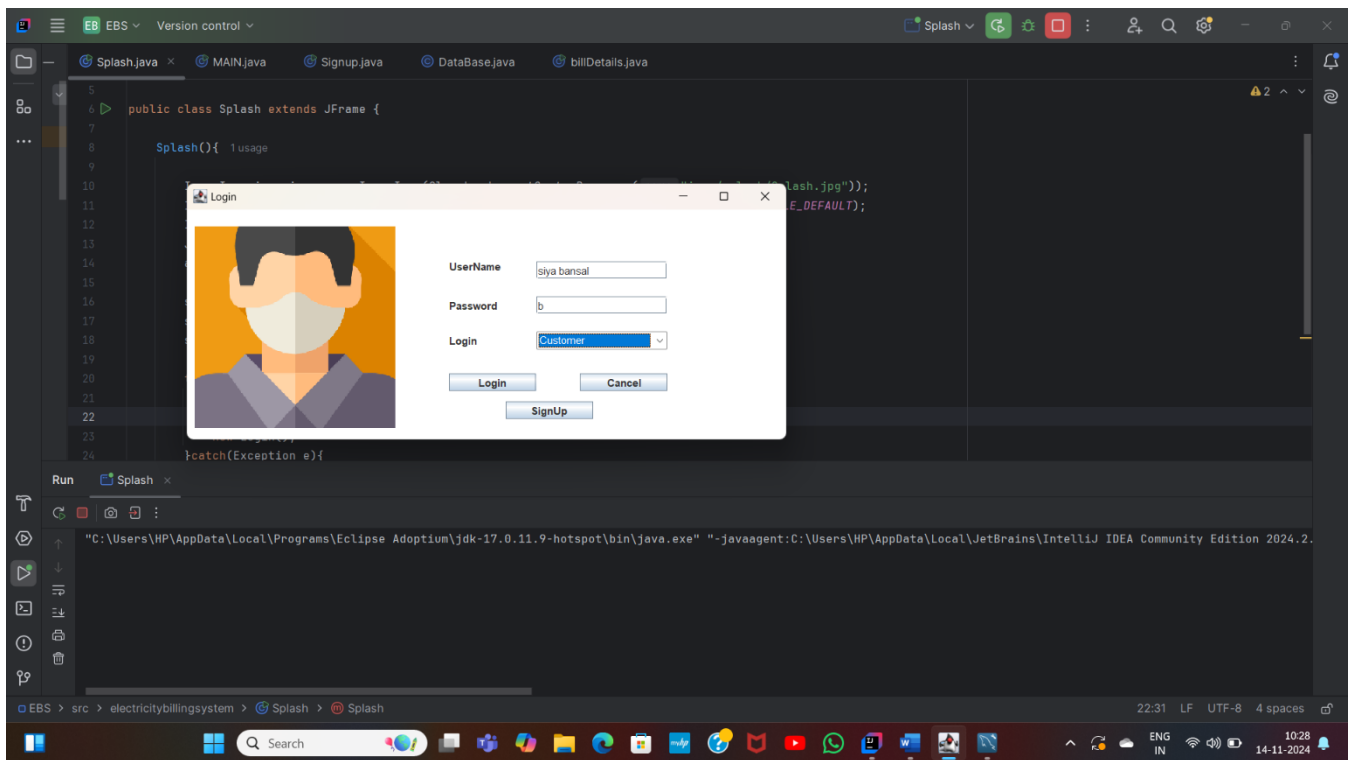 EB EBS Version control Splash
Splash.java MAIN.java Signup.java DataBase.java billDetails.java
5
6 public class Splash extends JFrame { 2
7
8 Splash(){ 1 usage
9
10 lash.jpg"));
11 E_DEFAULT);
12
13
14
15
16
17
18
19
20
21
22
23
24 }catch(Exception e){
Login
UserName siya bansal
Password b
Login Customer
Login Cancel
SignUp
Run Splash
"C:\Users\HP\AppData\Local\Programs\Eclipse Adoptium\jdk-17.0.11.9-hotspot\bin\java.exe" "-javaagent:C:\Users\HP\AppData\Local\JetBrains\IntelliJ IDEA Community Edition 2024.2.
EBS > src > electricitybillingsystem > Splash > Splash 22:31 LF UTF-8 4 spaces
Search ENG 10:28
IN 14-11-2024